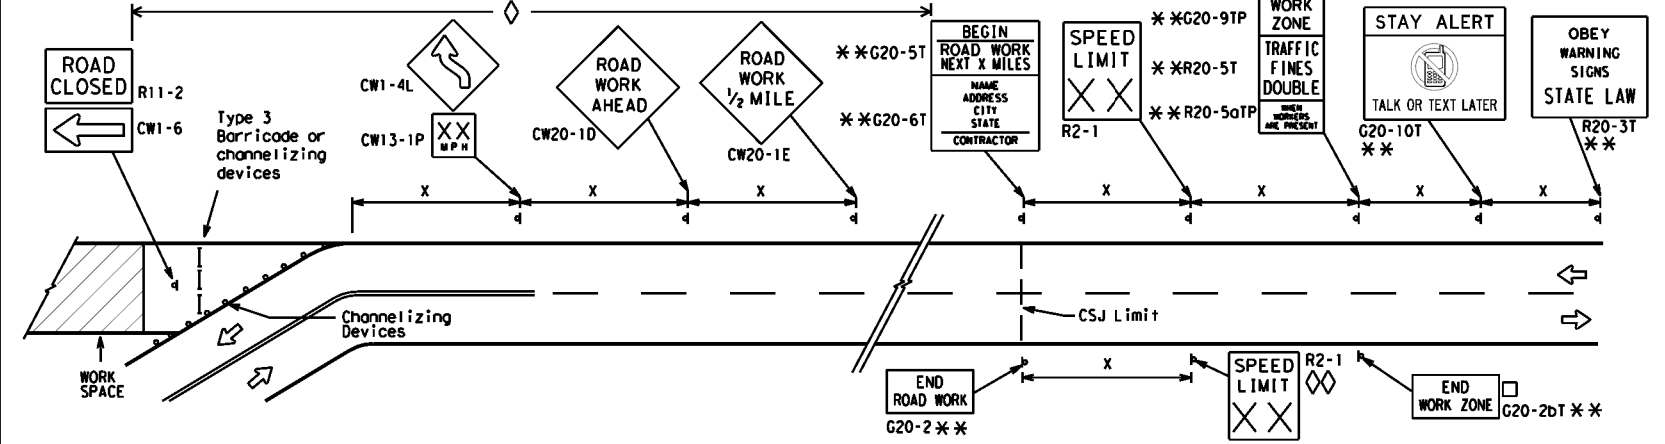 ROAD
CLOSED
R11-2
CW1-6
Type 3
Barricade or
channelizing
devices
CW1-4L
XX
MPH
CW13-1P
ROAD
WORK
AHEAD
CW20-1D
ROAD
WORK
1/2 MILE
CW20-1E
* *G20-5T
* *G20-6T
BEGIN
ROAD WORK
NEXT X MILES
NAME
ADDRESS
CITY
STATE
CONTRACTOR
SPEED
LIMIT
X X
R2-1
* *G20-9TP
* *R20-5T
* *R20-5aTP
WORK
ZONE
TRAFFIC
FINES
DOUBLE
WHEN
WORKERS
ARE PRESENT
STAY ALERT
TALK OR TEXT LATER
G20-10T
* *
OBEY
WARNING
SIGNS
STATE LAW
R20-3T
* *
X
X
X
X
X
X
X
Channelizing
Devices
CSJ Limit
WORK
SPACE
END
ROAD WORK
G20-2 * *
X
SPEED
LIMIT
X X
R2-1
END
WORK ZONE
G20-2bT * *